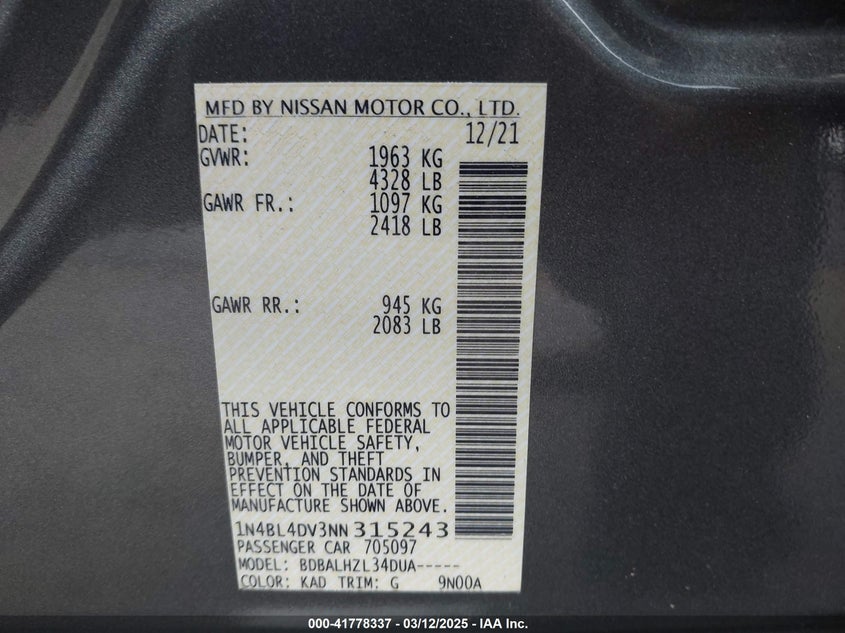 MFD BY NISSAN MOTOR CO., LTD.
DATE: 12/21
GVWR: 1963 KG
4328 LB
GAWR FR.: 1097 KG
2418 LB
GAWR RR.: 945 KG
2083 LB
THIS VEHICLE CONFORMS TO
ALL APPLICABLE FEDERAL
MOTOR VEHICLE SAFETY,
BUMPER, AND THEFT
PREVENTION STANDARDS IN
EFFECT ON THE DATE OF
MANUFACTURE SHOWN ABOVE.
1N4BL4DV3NN315243
PASSENGER CAR 705097
MODEL: BDBALHZL34DUA-----
COLOR: KAD TRIM: G 9N00A
000-41778337 - 03/12/2025 - IAA Inc.